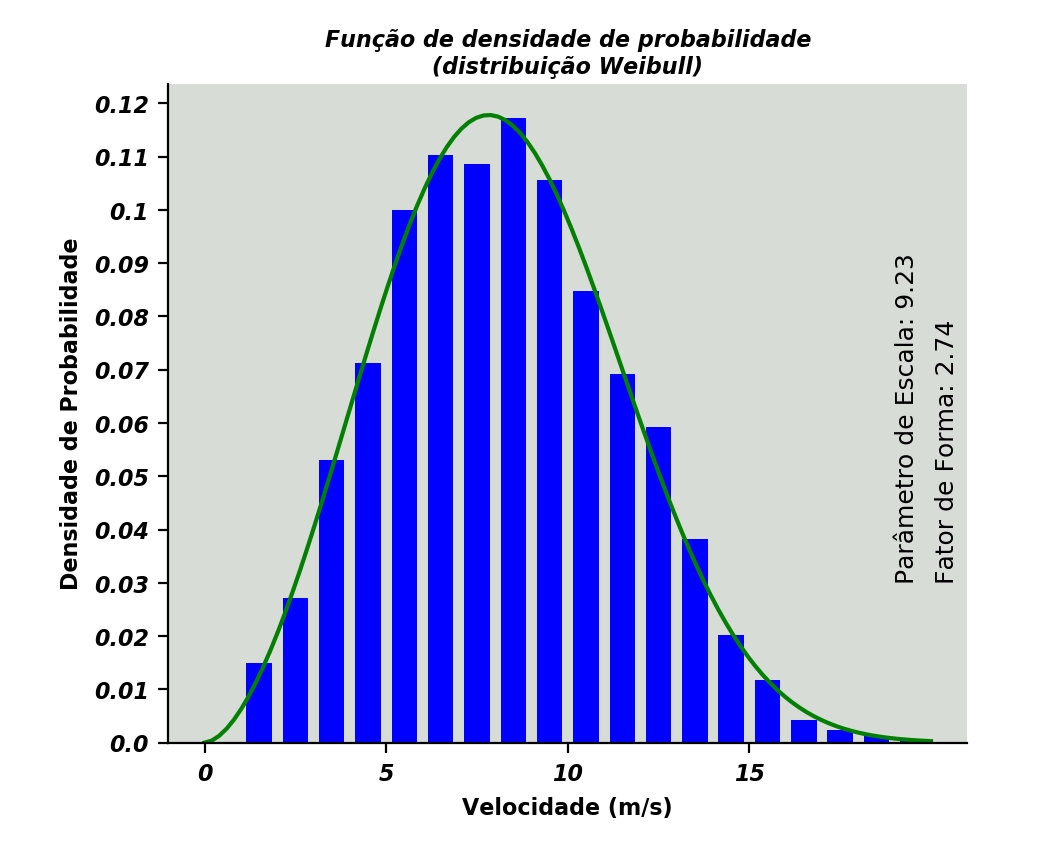 Função de densidade de probabilidade
(distribuição Weibull)
0.12
0.11
0.1
0.09
0.08
0.07
0.06
0.05
0.04
0.03
0.02
0.01
0.0
Densidade de Probabilidade
0 5 10 15
Velocidade (m/s)
Parâmetro de Escala: 9.23
Fator de Forma: 2.74